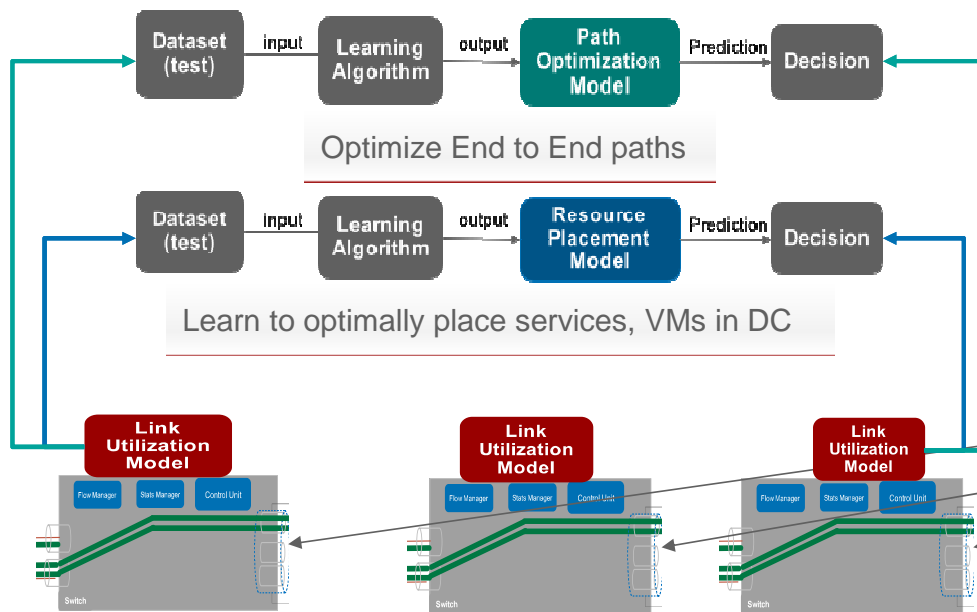 Dataset
(test)
input
Learning
Algorithm
output
Path
Optimization
Model
Prediction
Decision
Optimize End to End paths
Dataset
(test)
input
Learning
Algorithm
output
Resource
Placement
Model
Prediction
Decision
Learn to optimally place services, VMs in DC
Link
Utilization
Model
Flow Manager
Stats Manager
Control Unit
Switch
Link
Utilization
Model
Flow Manager
Stats Manager
Control Unit
Switch
Link
Utilization
Model
Flow Manager
Stats Manager
Control Unit
Switch